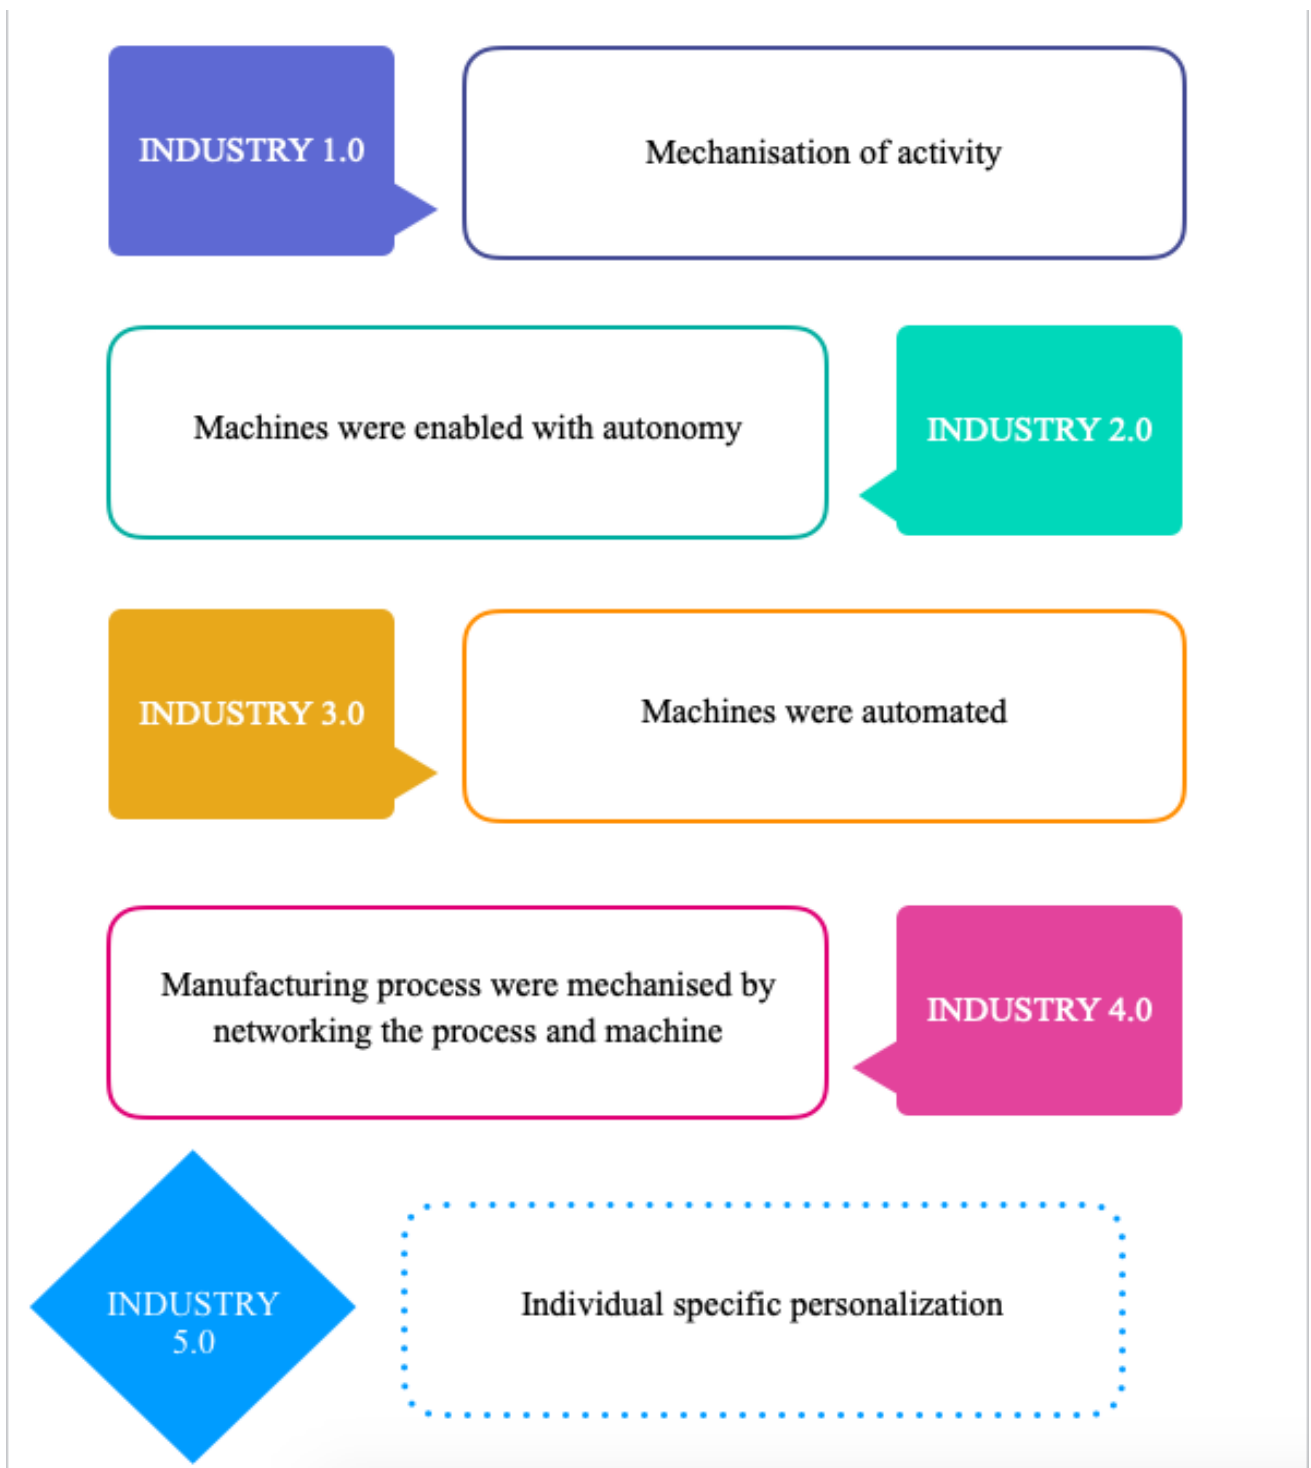 INDUSTRY 1.0
Mechanisation of activity
Machines were enabled with autonomy
INDUSTRY 2.0
INDUSTRY 3.0
Machines were automated
Manufacturing process were mechanised by
networking the process and machine
INDUSTRY 4.0
INDUSTRY
5.0
Individual specific personalization